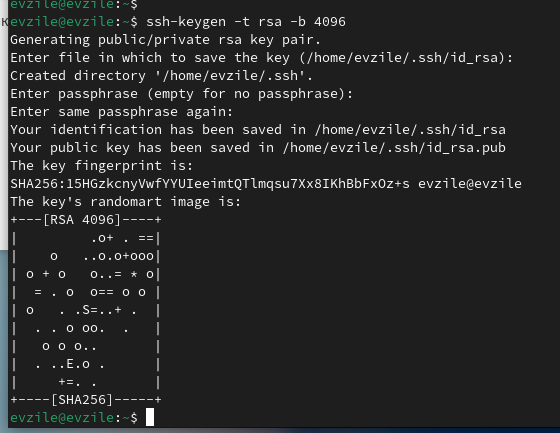 evzile@evzile:~$
evzile@evzile:~$ ssh-keygen -t rsa -b 4096
Generating public/private rsa key pair.
Enter file in which to save the key (/home/evzile/.ssh/id_rsa):
Created directory '/home/evzile/.ssh'.
Enter passphrase (empty for no passphrase):
Enter same passphrase again:
Your identification has been saved in /home/evzile/.ssh/id_rsa
Your public key has been saved in /home/evzile/.ssh/id_rsa.pub
The key fingerprint is:
SHA256:15HGzkcnyVwfYYUIeeimtQTlmqsu7Xx8IKhBbFxOz+s evzile@evzile
The key's randomart image is:
+---[RSA 4096]----+
|         .o+ . ==|
|    o   ..o.o+ooo|
| o + o   o..= * o|
|  = . o  o== o o |
| o   . .S=..+ .  |
|  . . o oo.  .   |
|   o o o..       |
|  . ..E.o .      |
|     +=. .       |
+----[SHA256]-----+
evzile@evzile:~$